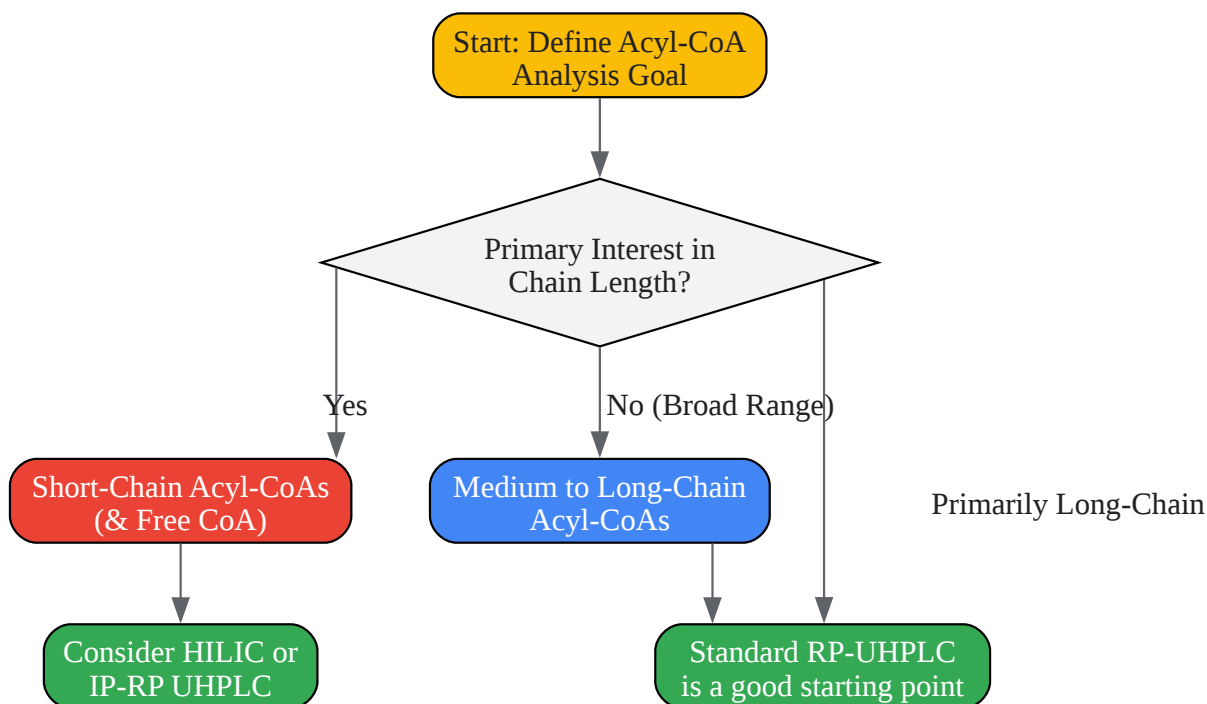 Start: Define Acyl-CoA
Analysis Goal
Primary Interest in
Chain Length?
Yes
No (Broad Range)
Short-Chain Acyl-CoAs
(& Free CoA)
Medium to Long-Chain
Acyl-CoAs
Primarily Long-Chain
Consider HILIC or
IP-RP UHPLC
Standard RP-UHPLC
is a good starting point